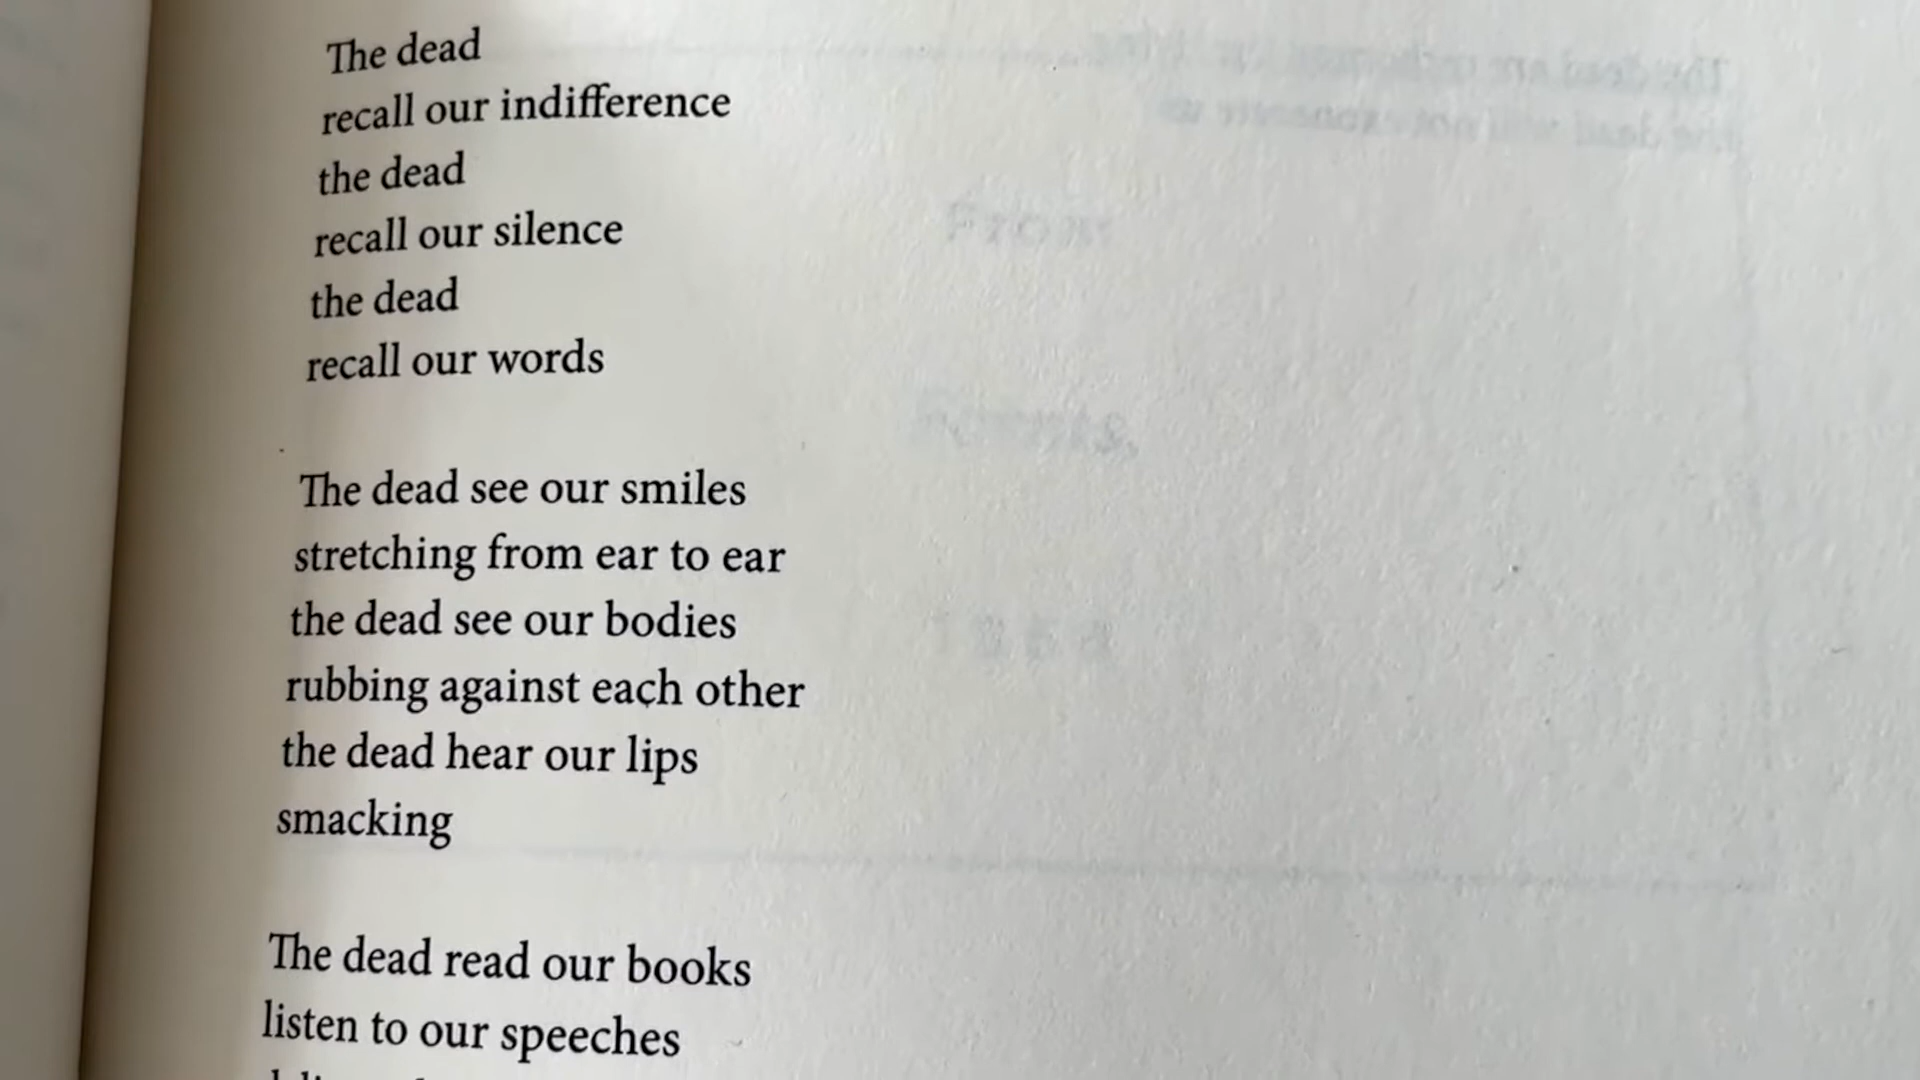 The dead
recall our indifference
the dead
recall our silence
the dead
recall our words
The dead see our smiles
stretching from ear to ear
the dead see our bodies
rubbing against each other
the dead hear our lips
smacking
The dead read our books
listen to our speeches